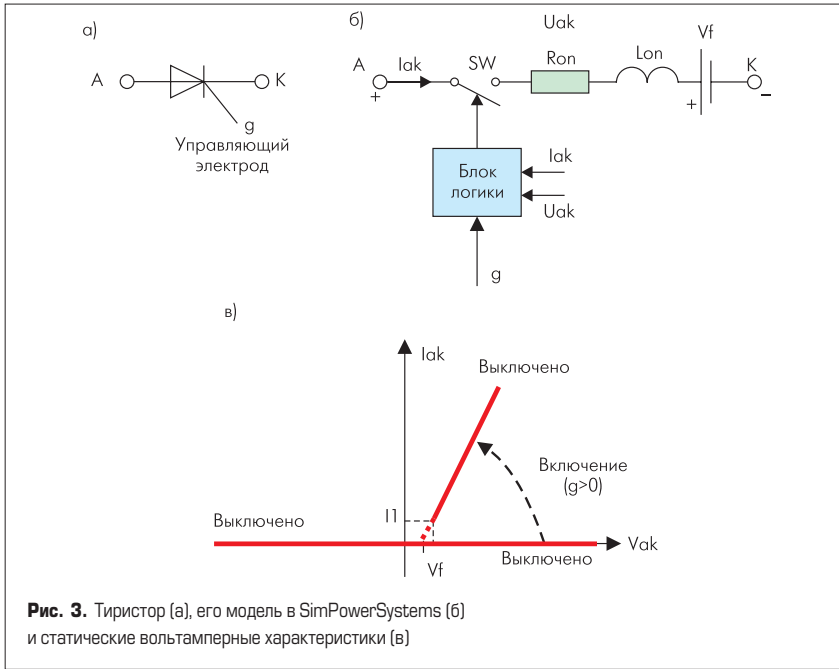 а)
A
K
g
Управляющий
электрод
б)
Uak
A
Iak
SW
Ron
Lon
Vf
K
+
+
–
Блок
логики
Iak
Uak
g
в)
Iak
Выключено
Включение
(g>0)
Выключено
I1
Выключено
Vak
Vf
Рис. 3. Тиристор (а), его модель в SimPowerSystems (б)
и статические вольтамперные характеристики (в)